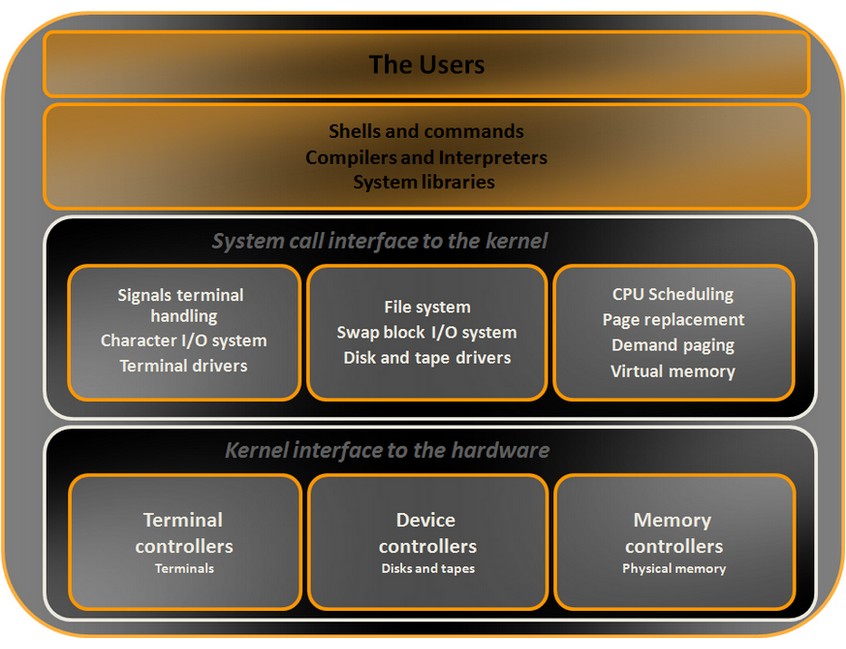 The Users
Shells and commands
Compilers and Interpreters
System libraries
System call interface to the kernel
Signals terminal
handling
Character I/O system
Terminal drivers
File system
Swap block I/O system
Disk and tape drivers
CPU Scheduling
Page replacement
Demand paging
Virtual memory
Kernel interface to the hardware
Terminal
controllers
Terminals
Device
controllers
Disks and tapes
Memory
controllers
Physical memory